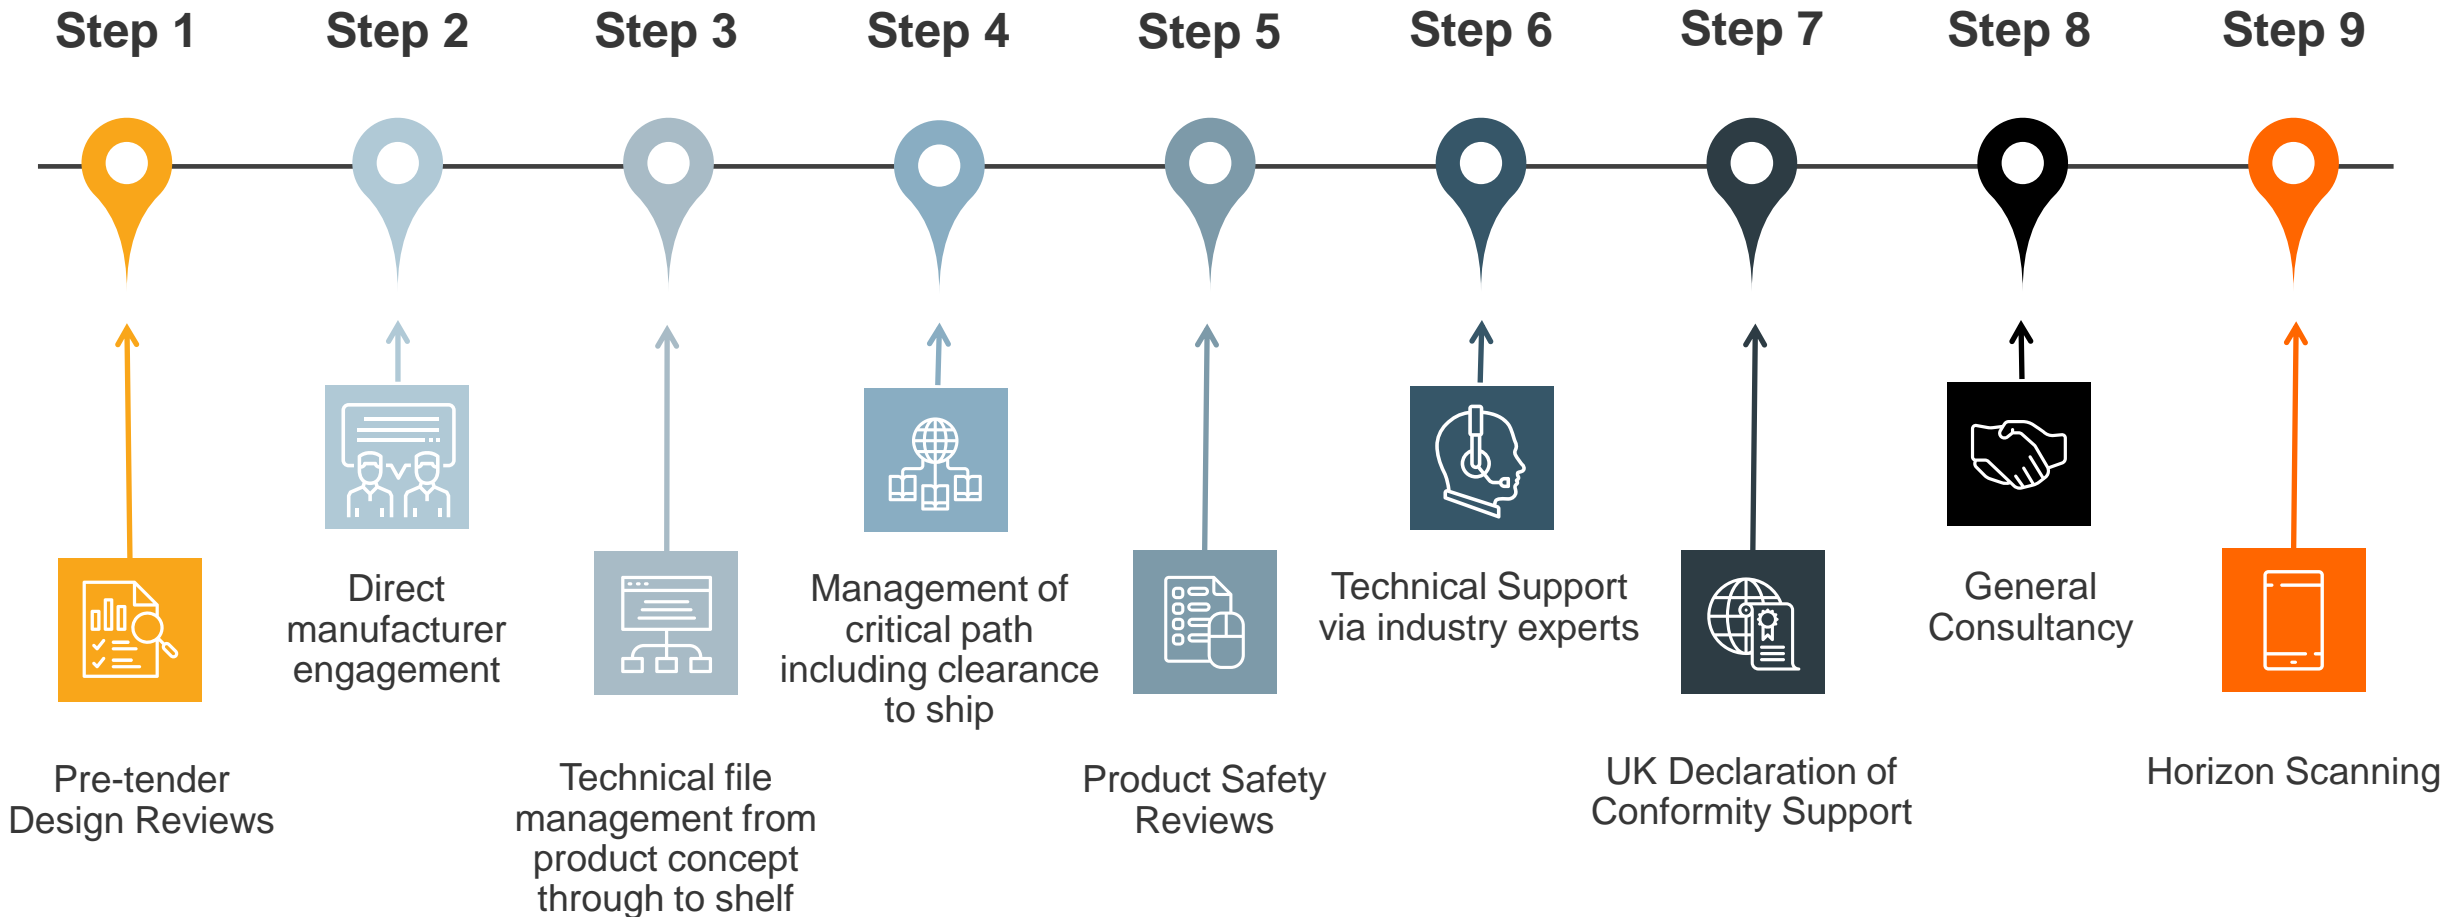 Step 1
Step 2
Step 3
Step 4
Step 5
Step 6
Step 7
Step 8
Step 9
Pre-tender
Design Reviews
Direct
manufacturer
engagement
Technical file
management from
product concept
through to shelf
Management of
critical path
including clearance
to ship
Product Safety
Reviews
Technical Support
via industry experts
UK Declaration of
Conformity Support
General
Consultancy
Horizon Scanning